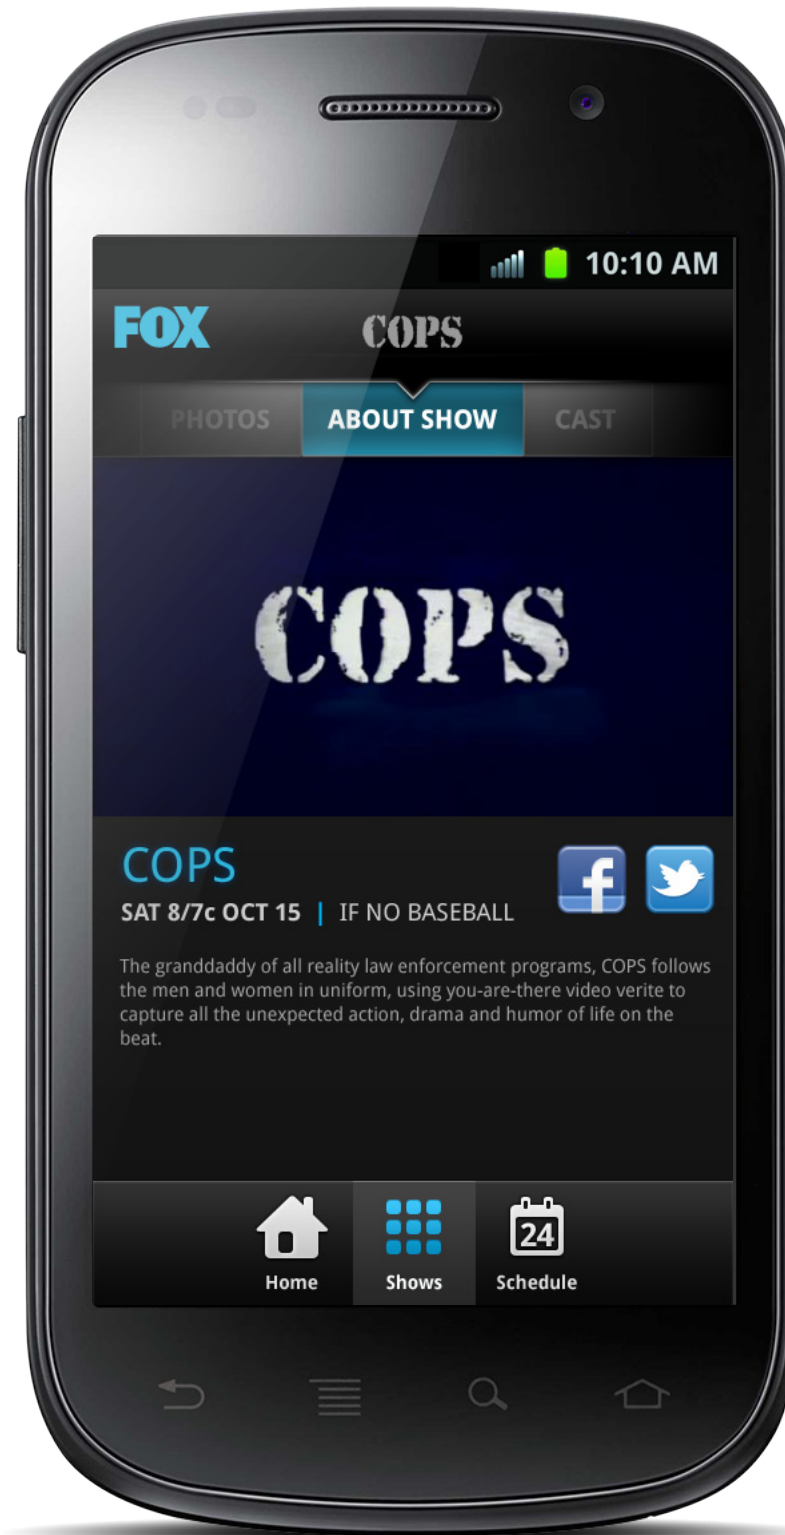 10:10 AM
FOX COPS
PHOTOS ABOUT SHOW CAST
COPS
COPS
SAT 8/7c OCT 15 | IF NO BASEBALL
The granddaddy of all reality law enforcement programs, COPS follows
the men and women in uniform, using you-are-there video verite to
capture all the unexpected action, drama and humor of life on the
beat.
24
Home Shows Schedule